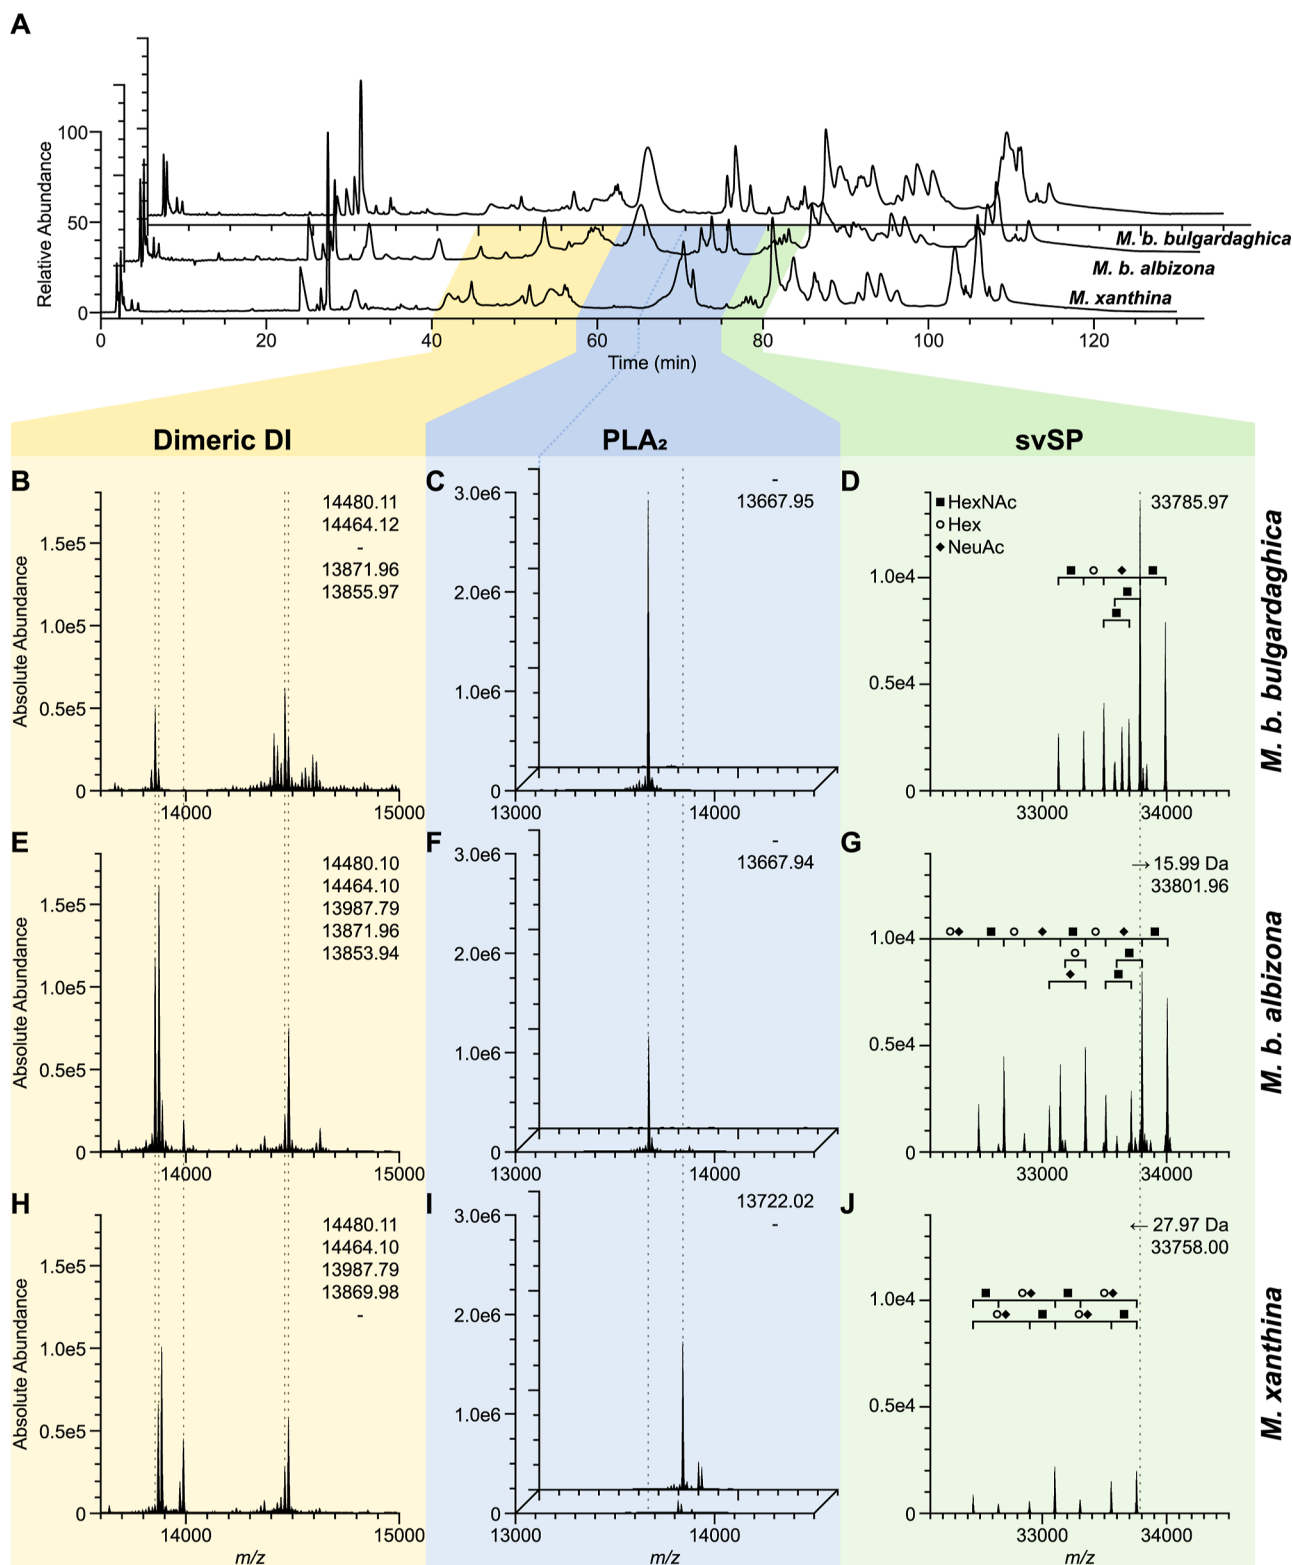 A
Relative Abundance
100
50
0
M. b. bulgardaghica
M. b. albizona
M. xanthina
0 20 40 60 80 100 120
Time (min)
Dimeric DI PLA₂ svSP
B
Absolute Abundance
1.5e5
1.0e5
0.5e5
0
14480.11
14464.12
-
13871.96
13855.97
14000 15000
C
3.0e6
2.0e6
1.0e6
0
-
13667.95
13000 14000
D
HexNAc
Hex
NeuAc
33785.97
1.0e4
0.5e4
0
33000 34000
M. b. bulgardaghica
E
Absolute Abundance
1.5e5
1.0e5
0.5e5
0
14480.10
14464.10
13987.79
13871.96
13853.94
14000 15000
F
3.0e6
2.0e6
1.0e6
0
-
13667.94
13000 14000
G
→ 15.99 Da
33801.96
1.0e4
0.5e4
0
33000 34000
M. b. albizona
H
Absolute Abundance
1.5e5
1.0e5
0.5e5
0
14480.11
14464.10
13987.79
13869.98
-
14000 15000
m/z
I
3.0e6
2.0e6
1.0e6
0
13722.02
-
13000 14000
m/z
J
← 27.97 Da
33758.00
1.0e4
0.5e4
0
33000 34000
m/z
M. xanthina